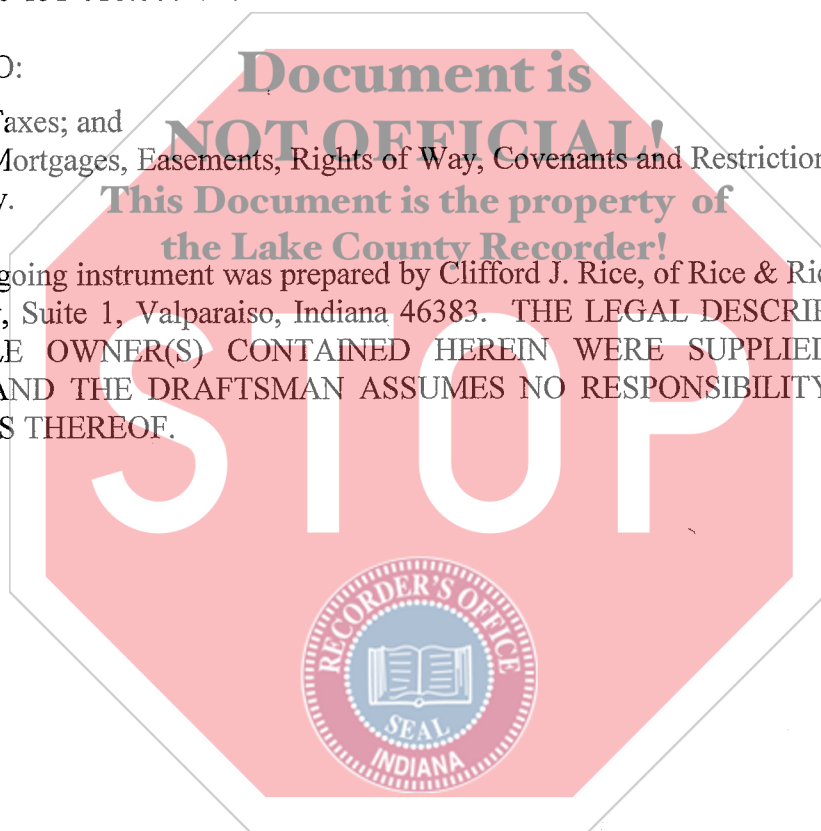 O:
Document is
Taxes; and
NOT OFFICIAL!
Mortgages, Easements, Rights of Way, Covenants and Restriction
y.
This Document is the property of
the Lake County Recorder!
going instrument was prepared by Clifford J. Rice, of Rice & Ric
, Suite 1, Valparaiso, Indiana 46383. THE LEGAL DESCRI
LE OWNER(S) CONTAINED HEREIN WERE SUPPLIED
AND THE DRAFTSMAN ASSUMES NO RESPONSIBILITY
S THEREOF.
STOP
RECORDER'S OFFICE
SEAL
INDIANA